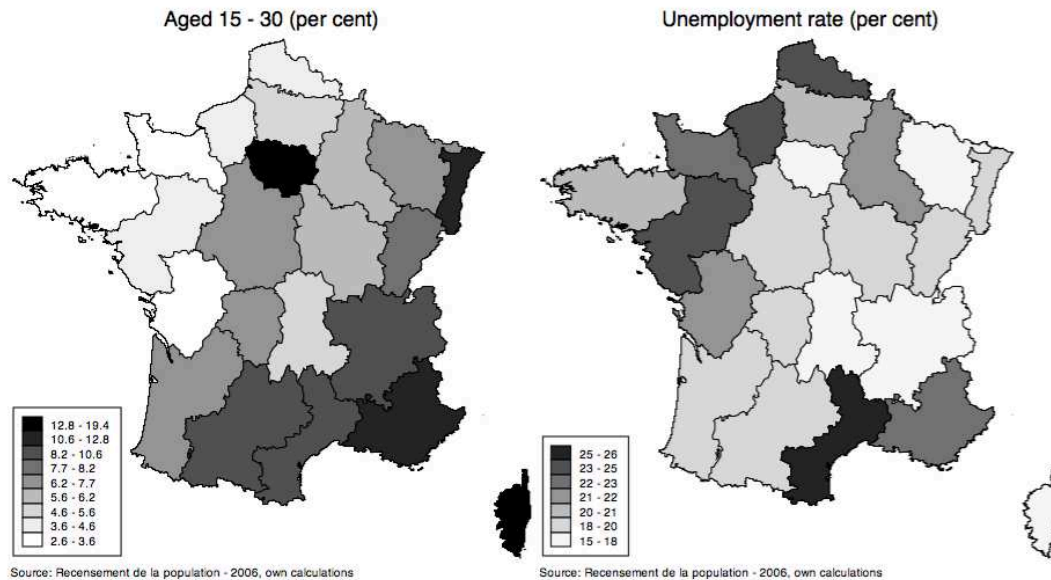 Aged 15 - 30 (per cent)
12.8 - 19.4
10.6 - 12.8
8.2 - 10.6
7.7 - 8.2
6.2 - 7.7
5.6 - 6.2
4.6 - 5.6
3.6 - 4.6
2.6 - 3.6
Source: Recensement de la population - 2006, own calculations
Unemployment rate (per cent)
25 - 26
23 - 25
22 - 23
21 - 22
20 - 21
18 - 20
15 - 18
Source: Recensement de la population - 2006, own calculations